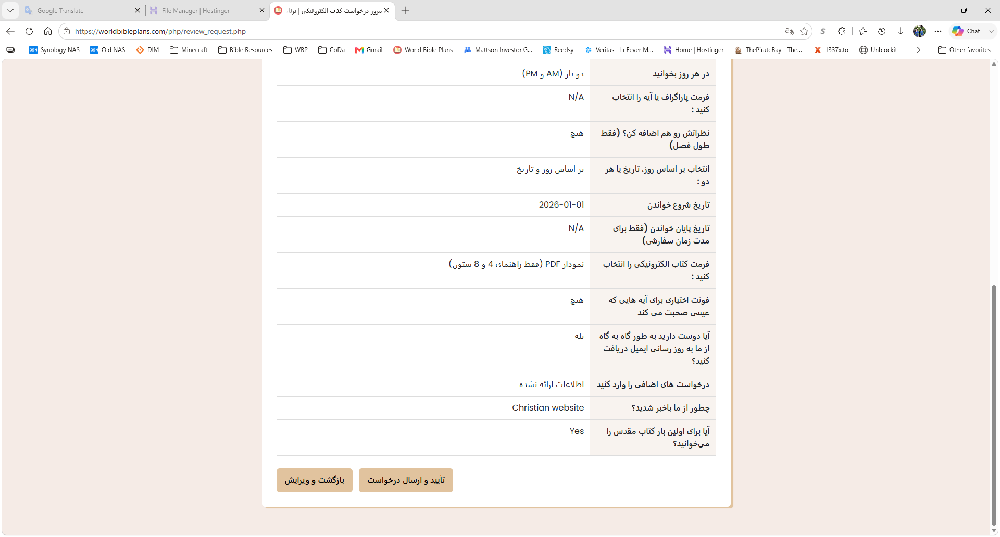 Google Translate
File Manager | Hostinger
مرور درخواست کتاب الکترونیکی | برنا
https://worldbibleplans.com/php/review_request.php
Chat
Synology NAS
Old NAS
DIM
Minecraft
Bible Resources
WBP
CoDa
Gmail
World Bible Plans
Mattson Investor G...
Reedsy
Veritas - LeFever M...
Home | Hostinger
ThePirateBay - The...
1337x.to
Unblockit
Other favorites
در هر روز بخوانید
دو بار (AM و PM)
فرمت پاراگراف یا آیه را انتخاب
کنید :
N/A
نظراتش رو هم اضافه کن؟ (فقط
طول فصل)
هیچ
انتخاب بر اساس روز، تاریخ یا هر
دو :
بر اساس روز و تاریخ
تاریخ شروع خواندن
2026-01-01
تاریخ پایان خواندن (فقط برای
مدت زمان سفارشی)
N/A
فرمت کتاب الکترونیکی را انتخاب
کنید :
نمودار PDF (فقط راهنمای 4 و 8 ستون)
فونت اختیاری برای آیه هایی که
عیسی صحبت می کند
هیچ
آیا دوست دارید به طور گاه به گاه
از ما به روز رسانی ایمیل دریافت
کنید؟
بله
درخواست های اضافی را وارد کنید
اطلاعات ارائه نشده
چطور از ما باخبر شدید؟
Christian website
آیا برای اولین بار کتاب مقدس را
می‌خوانید؟
Yes
تأیید و ارسال درخواست
بازگشت و ویرایش